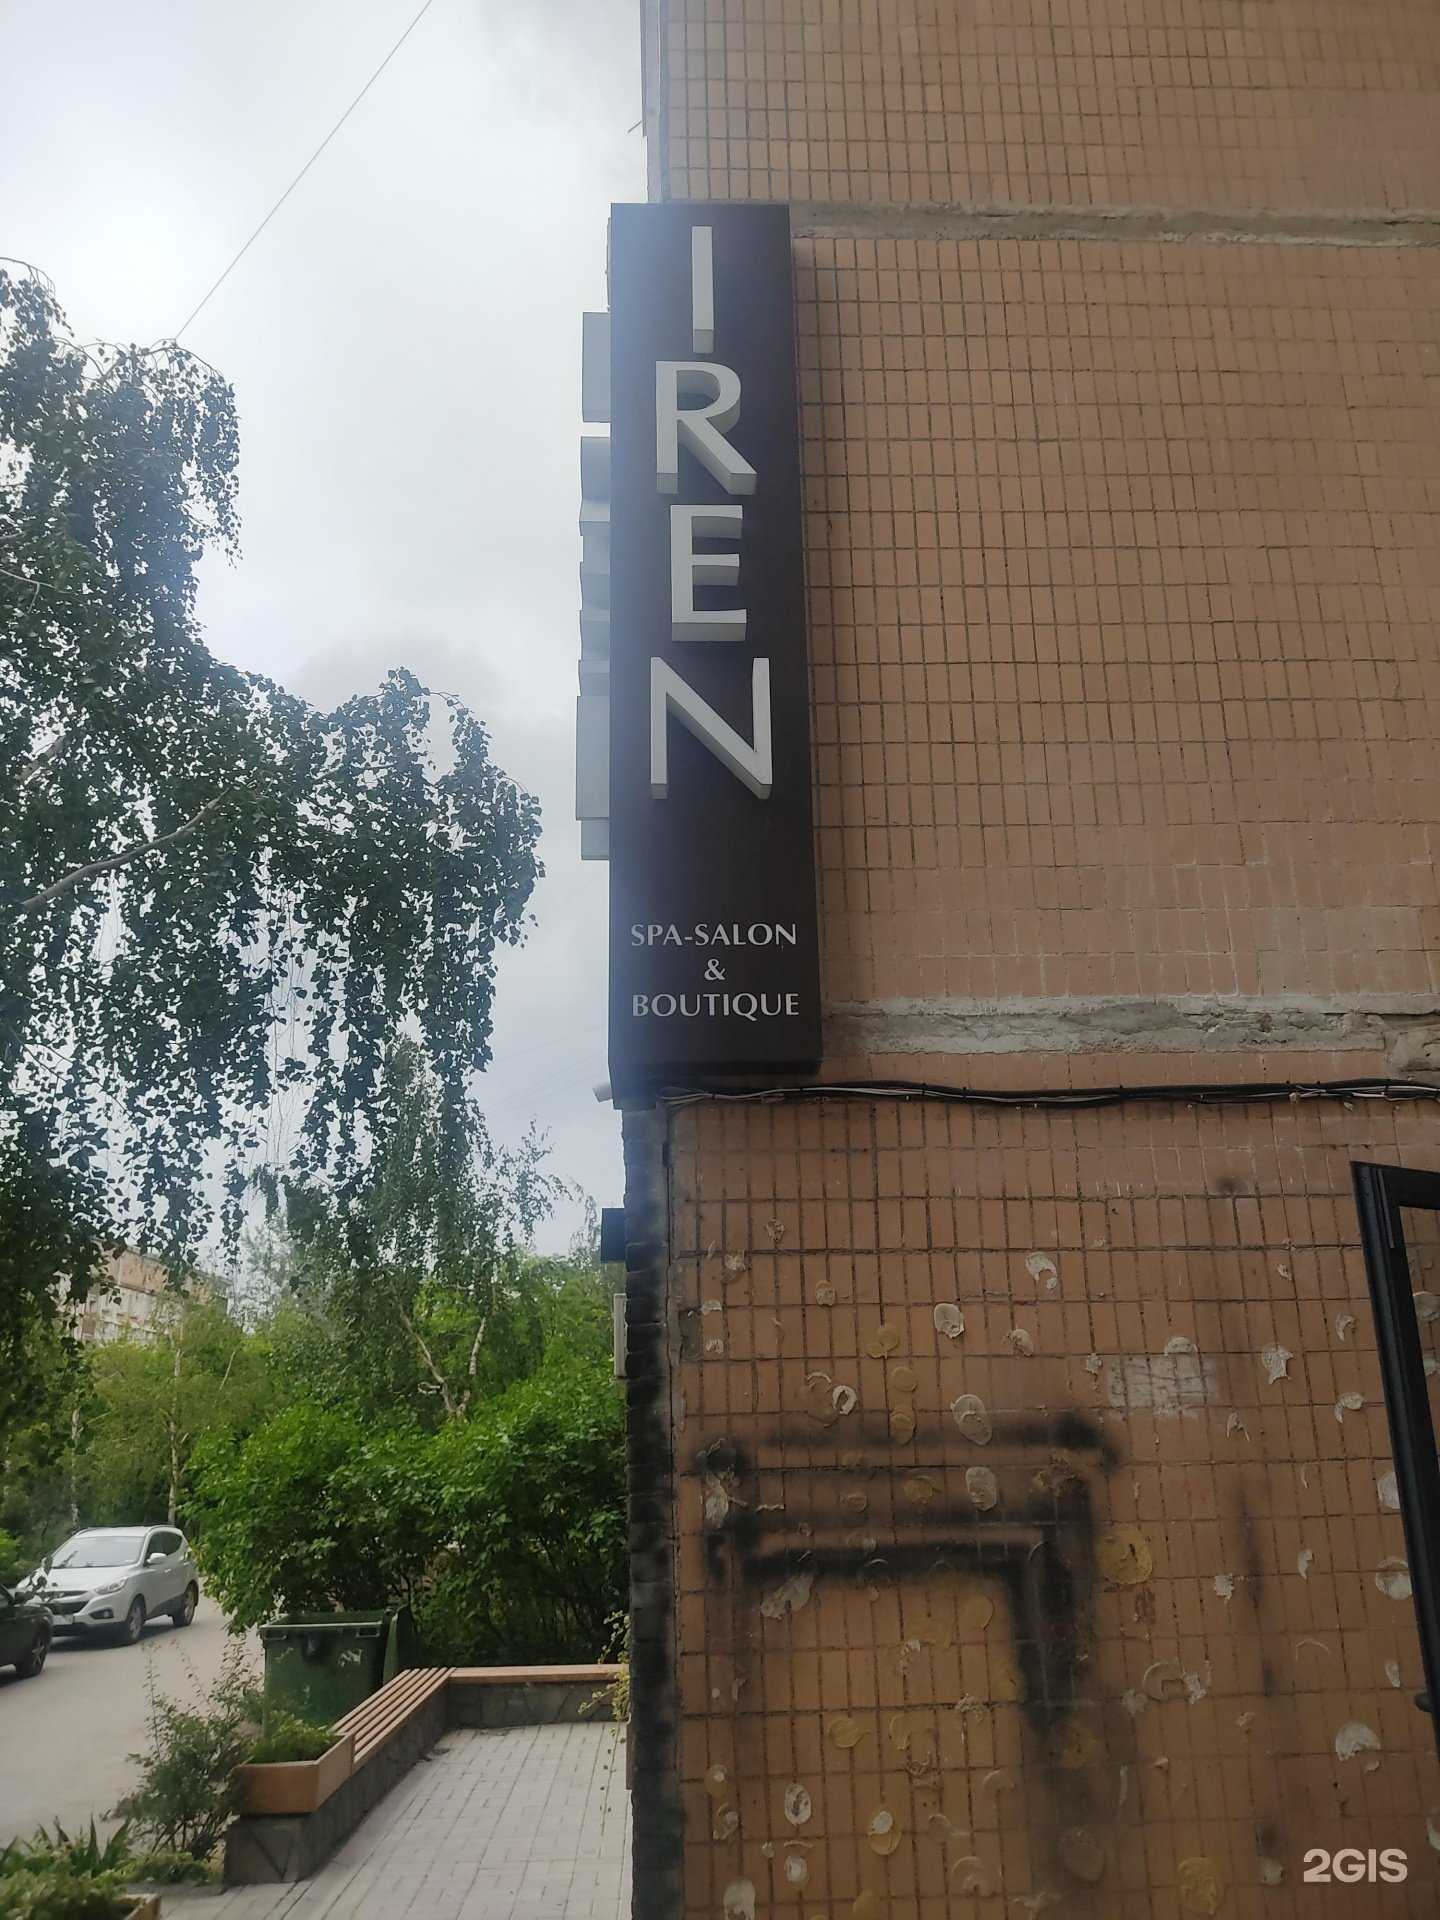 IREN
SPA-SALON
&
BOUTIQUE
2GIS